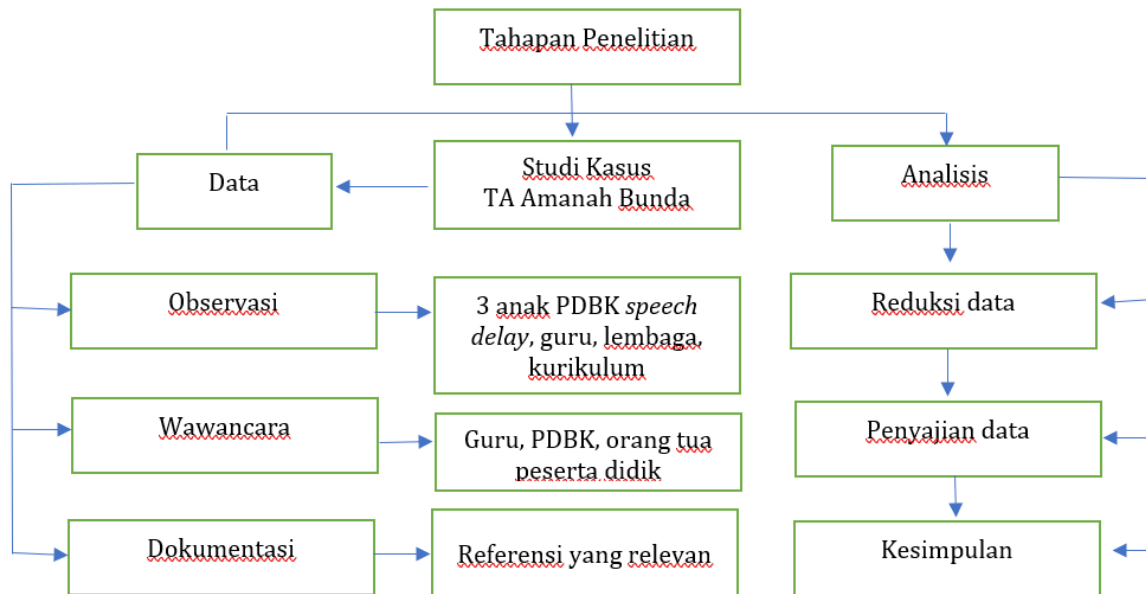 Tahapan Penelitian
Data
Studi Kasus
TA Amanah Bunda
Analisis
Observasi
3 anak PDBK speech
delay, guru, lembaga,
kurikulum
Reduksi data
Wawancara
Guru, PDBK, orang tua
peserta didik
Penyajian data
Dokumentasi
Referensi yang relevan
Kesimpulan